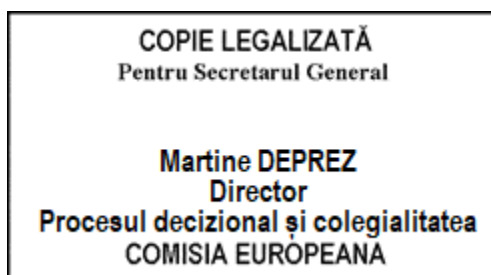 COPIE LEGALIZATĂ
Pentru Secretarul General
Martine DEPREZ
Director
Procesul decizional și colegialitatea
COMISIA EUROPEANA